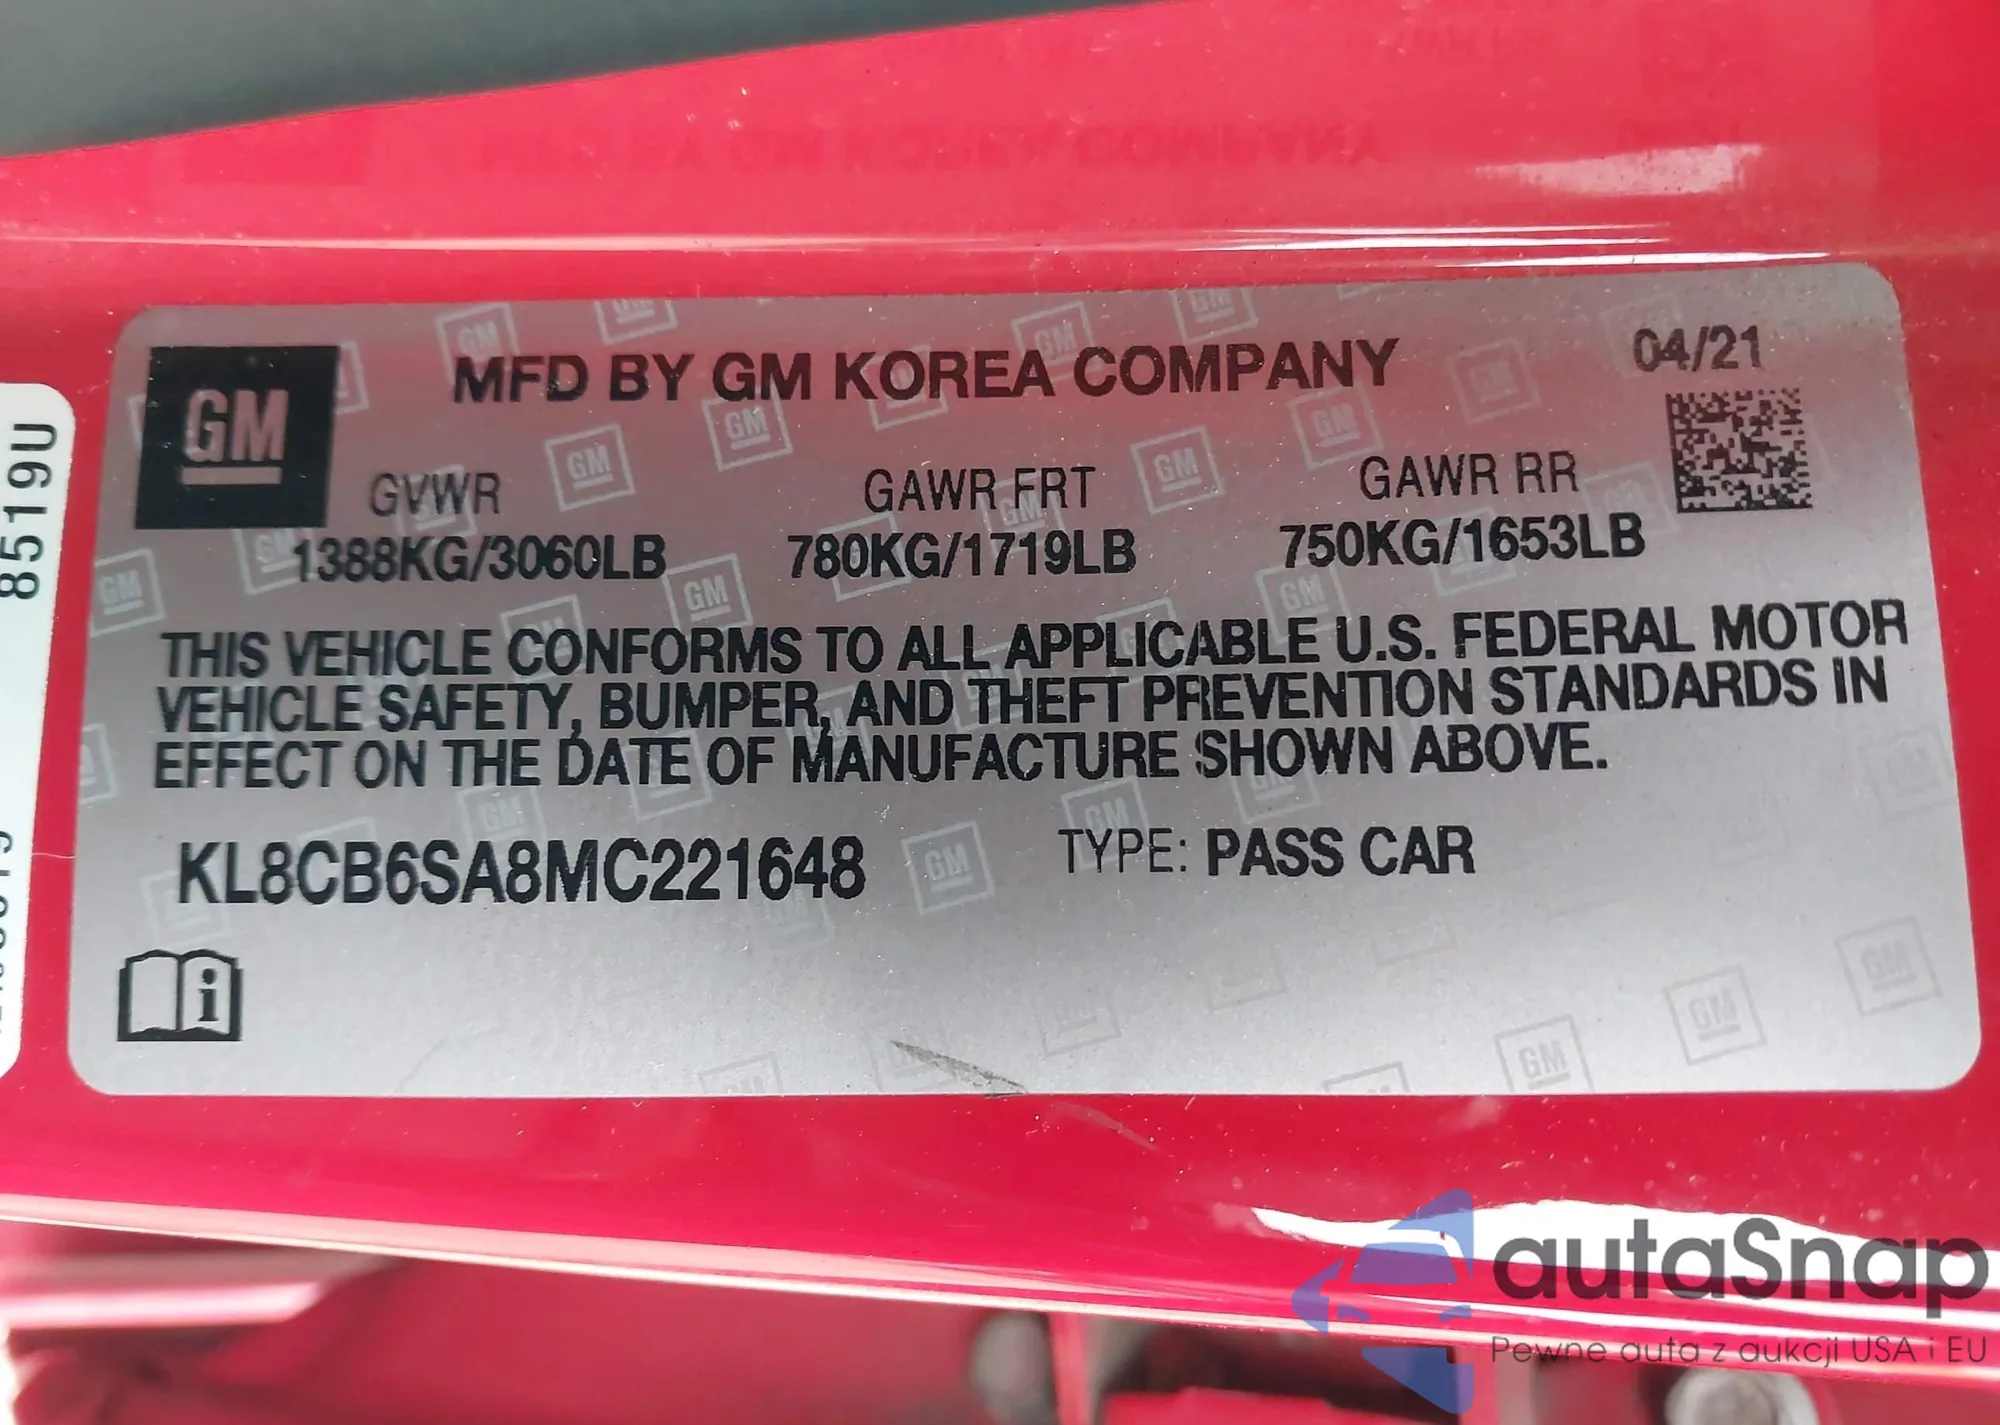 GM
MFD BY GM KOREA COMPANY
04/21
GVWR
1388KG/3060LB
GAWR FRT
780KG/1719LB
GAWR RR
750KG/1653LB
THIS VEHICLE CONFORMS TO ALL APPLICABLE U.S. FEDERAL MOTOR
VEHICLE SAFETY, BUMPER, AND THEFT PREVENTION STANDARDS IN
EFFECT ON THE DATE OF MANUFACTURE SHOWN ABOVE.
KL8CB6SA8MC221648
TYPE: PASS CAR
8519U
autaSnap
Pewne auta z aukcji USA i EU